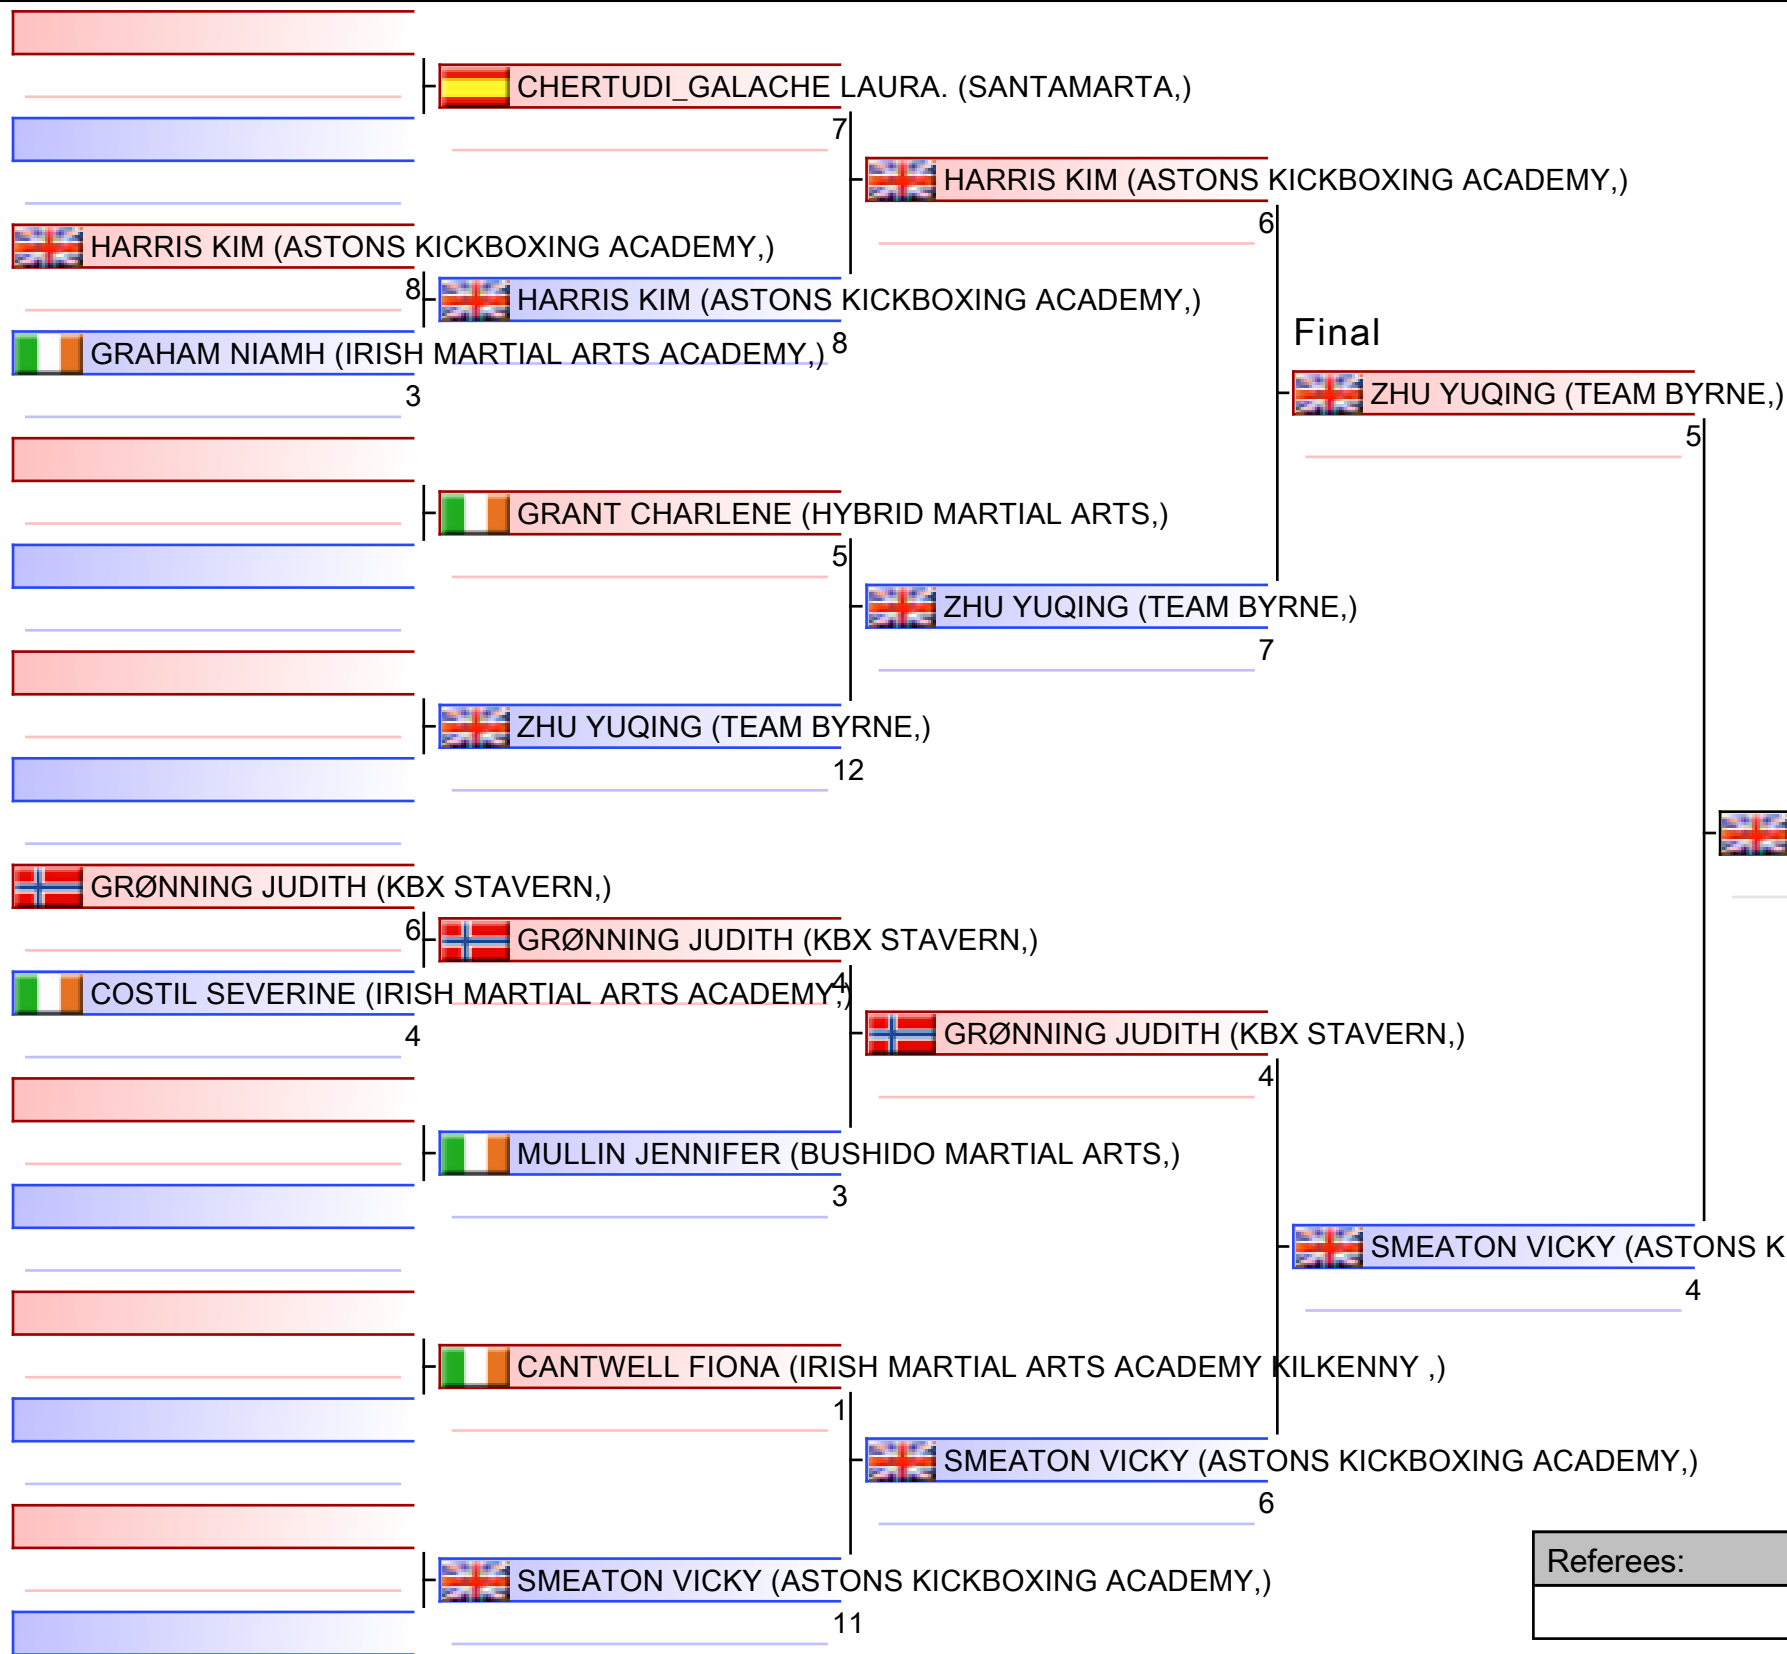 CHERTUDI_GALACHE LAURA. (SANTAMARTA,)
7
HARRIS KIM (ASTONS KICKBOXING ACADEMY,)
6
HARRIS KIM (ASTONS KICKBOXING ACADEMY,)
8
HARRIS KIM (ASTONS KICKBOXING ACADEMY,)
8
GRAHAM NIAMH (IRISH MARTIAL ARTS ACADEMY,)
3
Final
ZHU YUQING (TEAM BYRNE,)
5
GRANT CHARLENE (HYBRID MARTIAL ARTS,)
5
ZHU YUQING (TEAM BYRNE,)
7
ZHU YUQING (TEAM BYRNE,)
12
GRØNNING JUDITH (KBX STAVERN,)
6
GRØNNING JUDITH (KBX STAVERN,)
4
COSTIL SEVERINE (IRISH MARTIAL ARTS ACADEMY,)
4
GRØNNING JUDITH (KBX STAVERN,)
4
MULLIN JENNIFER (BUSHIDO MARTIAL ARTS,)
3
SMEATON VICKY (ASTONS K
4
CANTWELL FIONA (IRISH MARTIAL ARTS ACADEMY KILKENNY ,)
1
SMEATON VICKY (ASTONS KICKBOXING ACADEMY,)
6
SMEATON VICKY (ASTONS KICKBOXING ACADEMY,)
11
Referees: